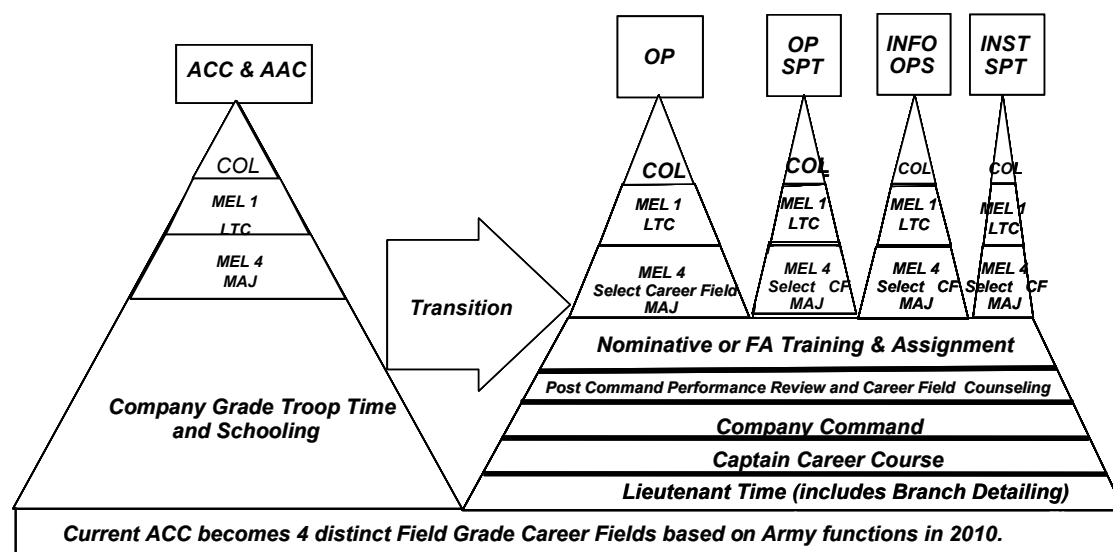 ACC & AAC
COL
MEL 1
LTC
MEL 4
MAJ
Company Grade Troop Time
and Schooling
Transition
OP
COL
MEL 1
LTC
MEL 4
Select Career Field
MAJ
OP
SPT
COL
MEL 1
LTC
MEL 4
Select CF
MAJ
INFO
OPS
COL
MEL 1
LTC
MEL 4
Select CF
MAJ
INST
SPT
COL
MEL 1
LTC
MEL 4
Select CF
MAJ
Nominative or FA Training & Assignment
Post Command Performance Review and Career Field Counseling
Company Command
Captain Career Course
Lieutenant Time (includes Branch Detailing)
Current ACC becomes 4 distinct Field Grade Career Fields based on Army functions in 2010.